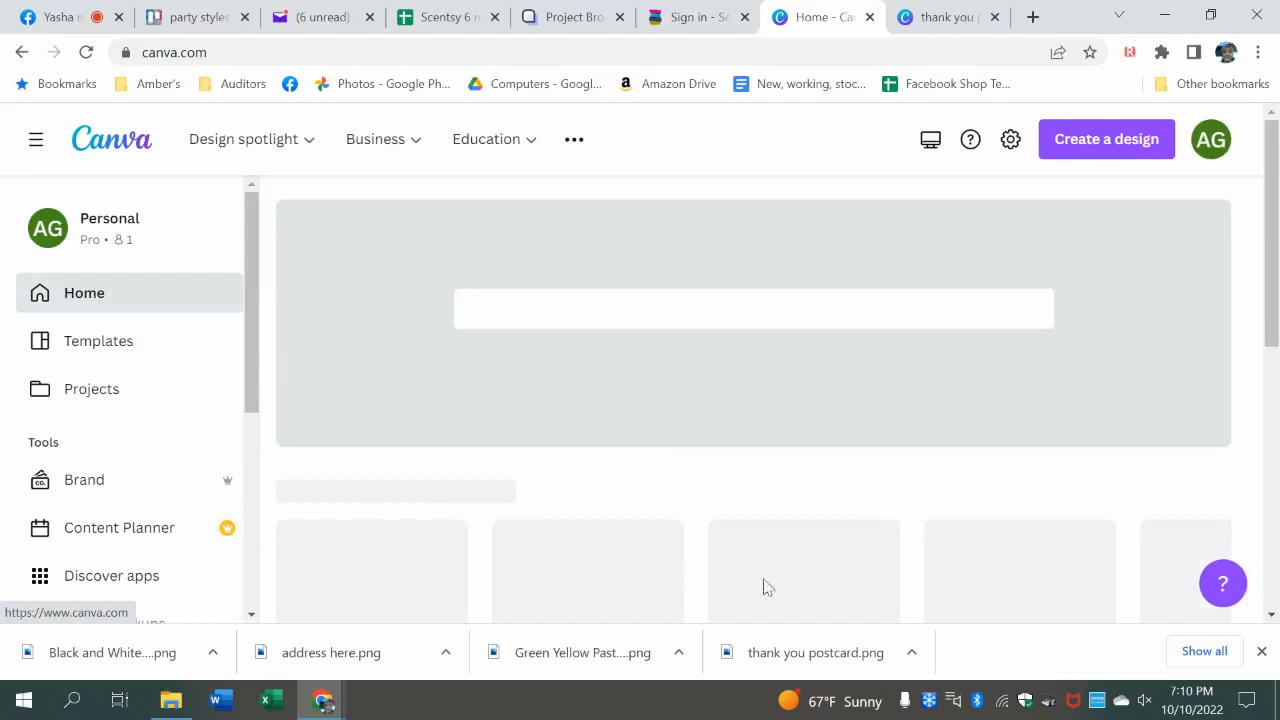 Yasha n
party styles
(6 unread)
Scentsy 6 n
Project Bro
Sign in - Sc
Home - Can
thank you p
canva.com
Bookmarks
Amber's
Auditors
Photos - Google Ph...
Computers - Googl...
Amazon Drive
New, working, stoc...
Facebook Shop Te...
Other bookmarks
Canva
Design spotlight
Business
Education
Create a design
AG
AG
Personal
Pro • 1
Home
Templates
Projects
Tools
Brand
Content Planner
Discover apps
https://www.canva.com
?
Black and White....png
address here.png
Green Yellow Past....png
thank you postcard.png
Show all
67°F Sunny
7:10 PM
10/10/2022